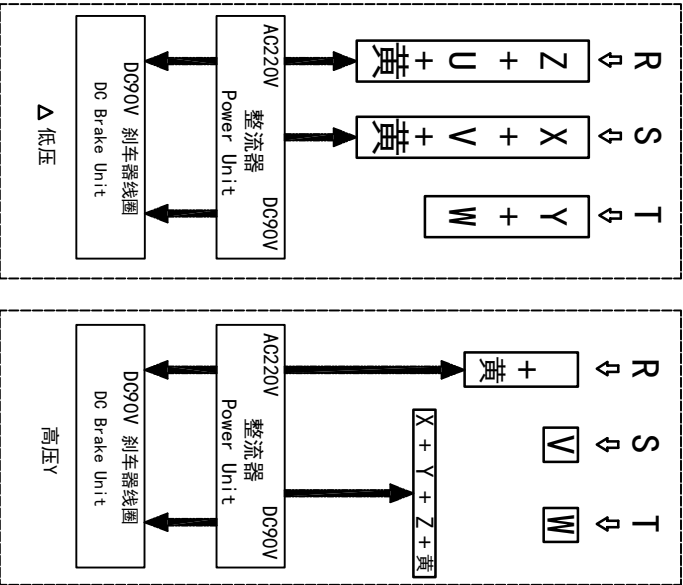 R S T
Z + U + 黄
X + V + 黄
Y + W
AC220V 整流器 DC90V
Power Unit
DC90V 刹车器线圈
DC Brake Unit
Δ 低压
R S T
+ 黄
V
W
X + Y + Z + 黄
AC220V 整流器 DC90V
Power Unit
DC90V 刹车器线圈
DC Brake Unit
高压Y